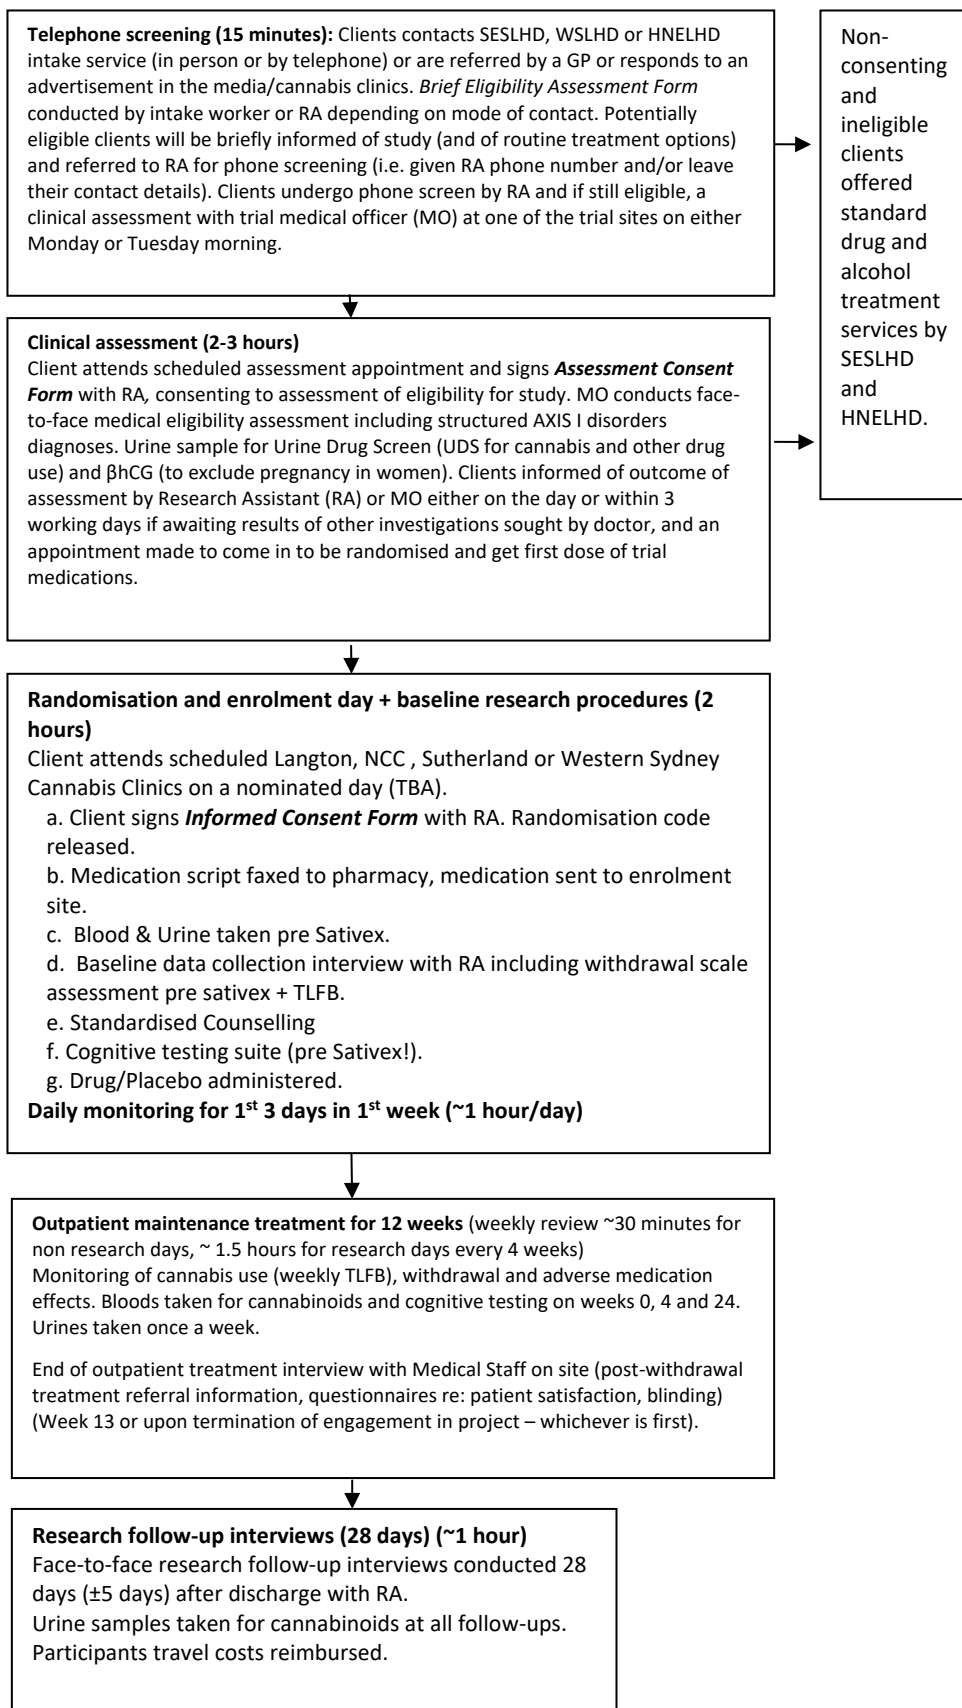 Telephone screening (15 minutes): Clients contacts SESLHD, WSLHD or HNELHD
intake service (in person or by telephone) or are referred by a GP or responds to an
advertisement in the media/cannabis clinics. Brief Eligibility Assessment Form
conducted by intake worker or RA depending on mode of contact. Potentially
eligible clients will be briefly informed of study (and of routine treatment options)
and referred to RA for phone screening (i.e. given RA phone number and/or leave
their contact details). Clients undergo phone screen by RA and if still eligible, a
clinical assessment with trial medical officer (MO) at one of the trial sites on either
Monday or Tuesday morning.
Non-
consenting
and
ineligible
clients
offered
standard
drug and
alcohol
treatment
services by
SESLHD
and
HNELHD.
Clinical assessment (2-3 hours)
Client attends scheduled assessment appointment and signs Assessment Consent
Form with RA, consenting to assessment of eligibility for study. MO conducts face-
to-face medical eligibility assessment including structured AXIS I disorders
diagnoses. Urine sample for Urine Drug Screen (UDS for cannabis and other drug
use) and βhCG (to exclude pregnancy in women). Clients informed of outcome of
assessment by Research Assistant (RA) or MO either on the day or within 3
working days if awaiting results of other investigations sought by doctor, and an
appointment made to come in to be randomised and get first dose of trial
medications.
Randomisation and enrolment day + baseline research procedures (2
hours)
Client attends scheduled Langton, NCC , Sutherland or Western Sydney
Cannabis Clinics on a nominated day (TBA).
a. Client signs Informed Consent Form with RA. Randomisation code
released.
b. Medication script faxed to pharmacy, medication sent to enrolment
site.
c. Blood & Urine taken pre Sativex.
d. Baseline data collection interview with RA including withdrawal scale
assessment pre sativex + TLFB.
e. Standardised Counselling
f. Cognitive testing suite (pre Sativex!).
g. Drug/Placebo administered.
Daily monitoring for 1st 3 days in 1st week (~1 hour/day)
Outpatient maintenance treatment for 12 weeks (weekly review ~30 minutes for
non research days, ~ 1.5 hours for research days every 4 weeks)
Monitoring of cannabis use (weekly TLFB), withdrawal and adverse medication
effects. Bloods taken for cannabinoids and cognitive testing on weeks 0, 4 and 24.
Urines taken once a week.
End of outpatient treatment interview with Medical Staff on site (post-withdrawal
treatment referral information, questionnaires re: patient satisfaction, blinding)
(Week 13 or upon termination of engagement in project – whichever is first).
Research follow-up interviews (28 days) (~1 hour)
Face-to-face research follow-up interviews conducted 28
days (±5 days) after discharge with RA.
Urine samples taken for cannabinoids at all follow-ups.
Participants travel costs reimbursed.